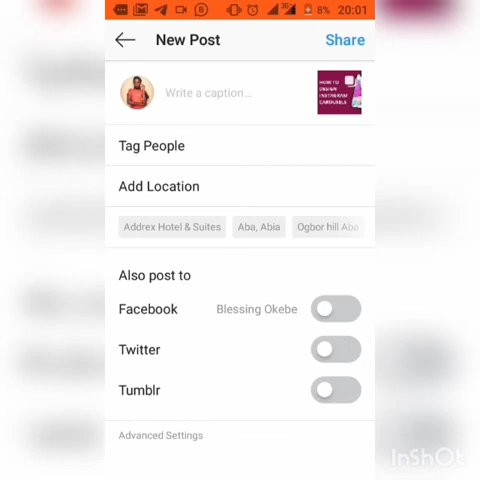 3G
8%
20:01
New Post
Share
Write a caption...
HOW TO
DESIGN
INSTAGRAM
CAROUSELS
Tag People
Add Location
Addrex Hotel & Suites
Aba, Abia
Ogbor hill Aba
Also post to
Facebook
Blessing Okebe
Twitter
Tumblr
Advanced Settings
InShOt